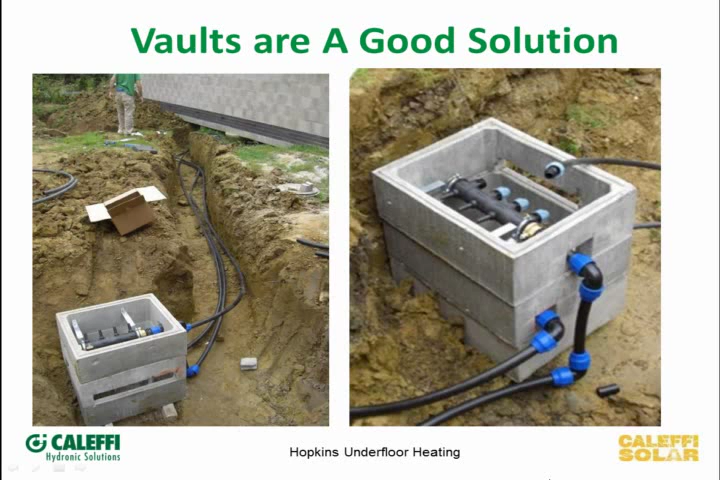 Vaults are A Good Solution
CALEFFI
Hydronic Solutions
Hopkins Underfloor Heating
CALEFFI
SOLAR